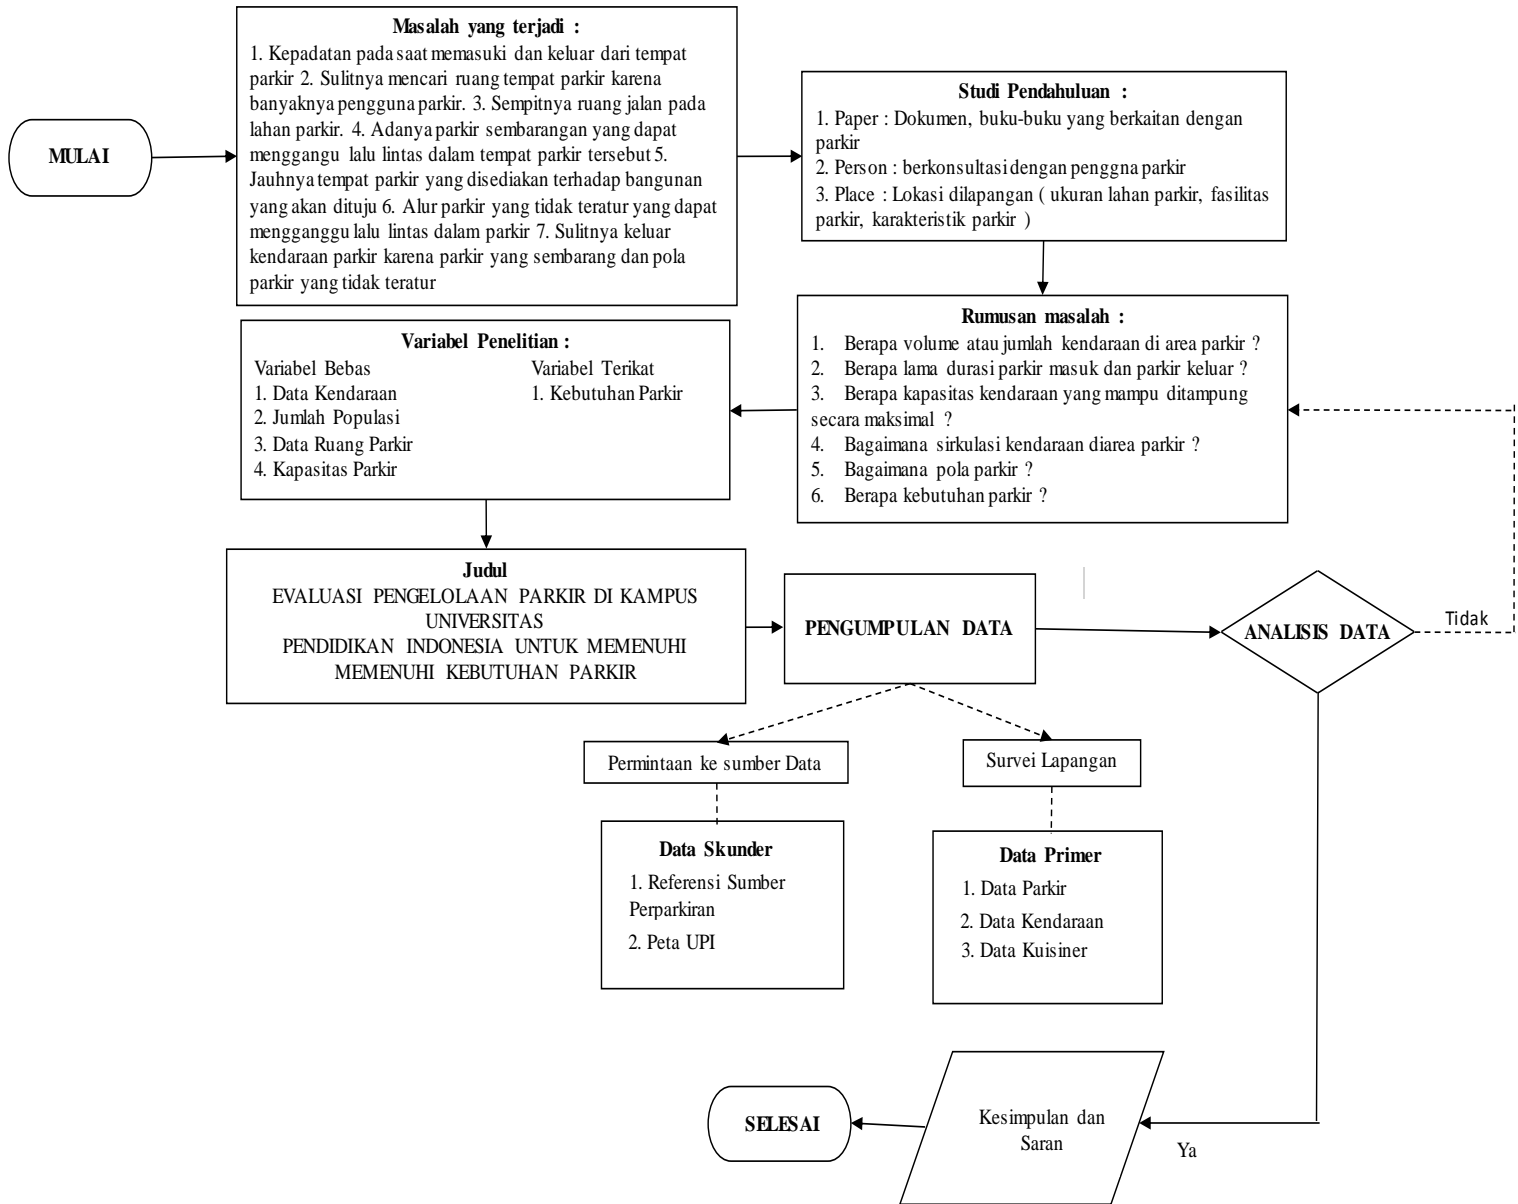 MULAI
Masalah yang terjadi :
1. Kepadatan pada saat memasuki dan keluar dari tempat
parkir 2. Sulitnya mencari ruang tempat parkir karena
banyaknya pengguna parkir. 3. Sempitnya ruang jalan pada
lahan parkir. 4. Adanya parkir sembarangan yang dapat
menggangu lalu lintas dalam tempat parkir tersebut 5.
Jauhnya tempat parkir yang disediakan terhadap bangunan
yang akan dituju 6. Alur parkir yang tidak teratur yang dapat
mengganggu lalu lintas dalam parkir 7. Sulitnya keluar
kendaraan parkir karena parkir yang sembarang dan pola
parkir yang tidak teratur
Studi Pendahuluan :
1. Paper : Dokumen, buku-buku yang berkaitan dengan
parkir
2. Person : berkonsultasi dengan penggna parkir
3. Place : Lokasi dilapangan ( ukuran lahan parkir, fasilitas
parkir, karakteristik parkir )
Rumusan masalah :
1. Berapa volume atau jumlah kendaraan di area parkir ?
2. Berapa lama durasi parkir masuk dan parkir keluar ?
3. Berapa kapasitas kendaraan yang mampu ditampung
secara maksimal ?
4. Bagaimana sirkulasi kendaraan diarea parkir ?
5. Bagaimana pola parkir ?
6. Berapa kebutuhan parkir ?
Variabel Penelitian :
Variabel Bebas
1. Data Kendaraan
2. Jumlah Populasi
3. Data Ruang Parkir
4. Kapasitas Parkir
Variabel Terikat
1. Kebutuhan Parkir
Judul
EVALUASI PENGELOLAAN PARKIR DI KAMPUS
UNIVERSITAS
PENDIDIKAN INDONESIA UNTUK MEMENUHI
MEMENUHI KEBUTUHAN PARKIR
PENGUMPULAN DATA
ANALISIS DATA
Tidak
Permintaan ke sumber Data
Survei Lapangan
Data Skunder
1. Referensi Sumber
Perparkiran
2. Peta UPI
Data Primer
1. Data Parkir
2. Data Kendaraan
3. Data Kuisiner
Ya
Kesimpulan dan
Saran
SELESAI